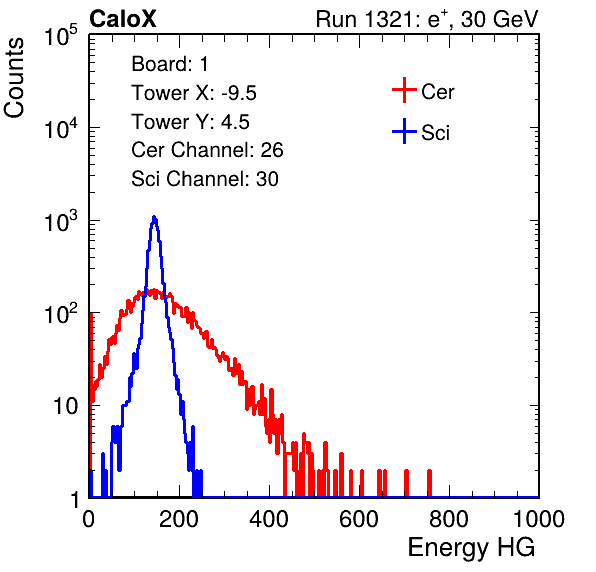 CaloX Run 1321: e⁺, 30 GeV
Counts
Board: 1
Tower X: -9.5
Tower Y: 4.5
Cer Channel: 26
Sci Channel: 30
Cer
Sci
10⁵
10⁴
10³
10²
10
1
0 200 400 600 800 1000
Energy HG